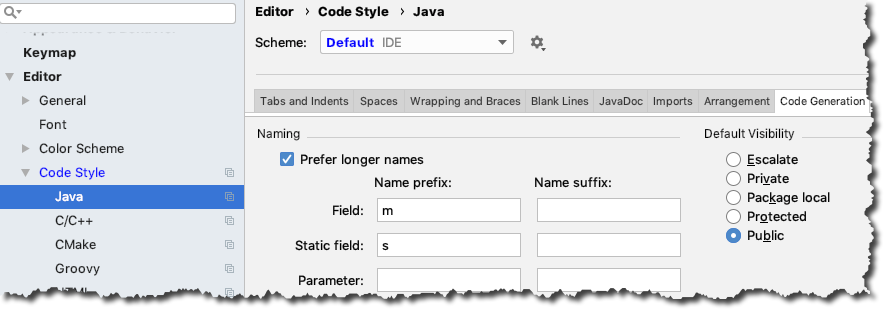 Editor › Code Style › Java
Scheme: Default IDE
Keymap
Editor
General
Font
Color Scheme
Code Style
Java
C/C++
CMake
Groovy
Tabs and Indents Spaces Wrapping and Braces Blank Lines JavaDoc Imports Arrangement Code Generation
Naming
Prefer longer names
Name prefix: Name suffix:
Field: m
Static field: s
Parameter:
Default Visibility
Escalate
Private
Package local
Protected
Public